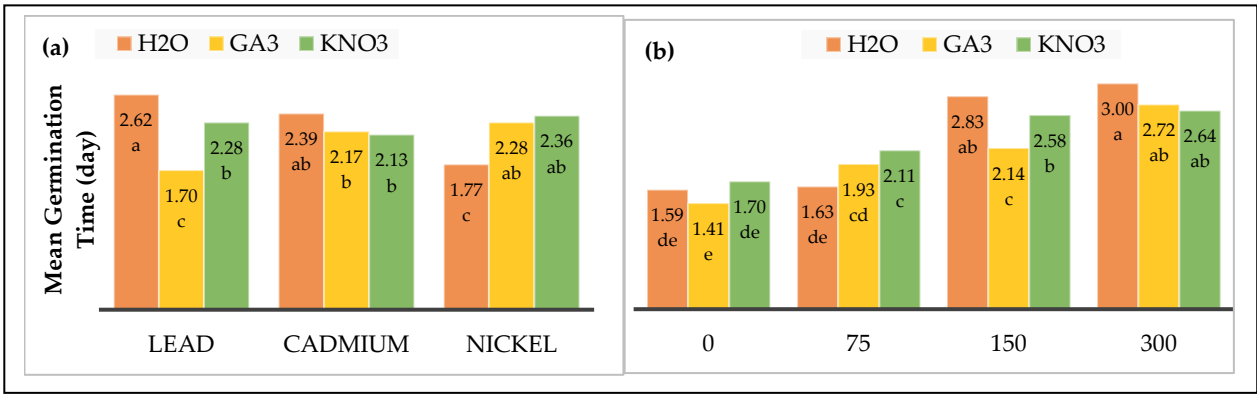 (a) H2O GA3 KNO3
Mean Germination
Time (day)
2.62
a
1.70
c
2.28
b
2.39
ab
2.17
b
2.13
b
1.77
c
2.28
ab
2.36
ab
LEAD CADMIUM NICKEL
(b) H2O GA3 KNO3
1.59
de
1.41
e
1.70
de
1.63
de
1.93
cd
2.11
c
2.83
ab
2.14
c
2.58
b
3.00
a
2.72
ab
2.64
ab
0 75 150 300